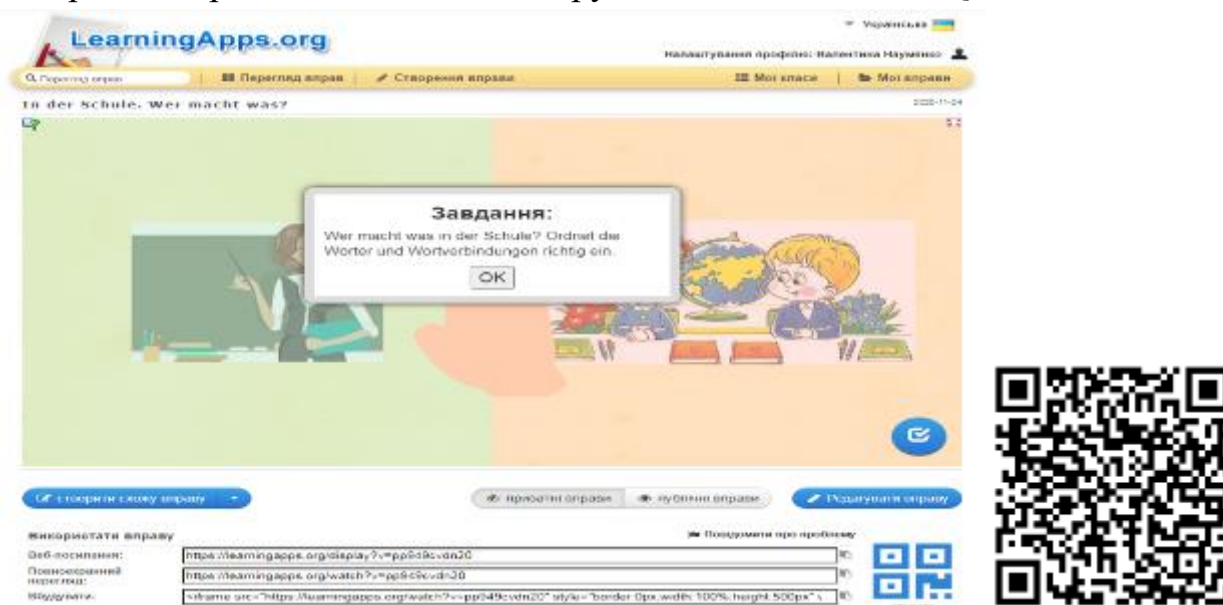 LearningApps.org
Українська
Налаштування профілю: Валентина Науменко
Перегляд вправ
Перегляд вправ
Створення вправи
Мої класи
Мої вправи
In der Schule. Wer macht was?
Завдання:
Wer macht was in der Schule? Ordnet die
Wörter und Wortverbindungen richtig ein.
OK
Створити схожу вправу
приватні вправи
публічні вправи
Редагувати вправу
Використати вправу
Повідомити про проблему
Веб-посилання:
https://learningapps.org/display?v=
Повноекранний
перегляд:
https://learningapps.org/watch?v=
Вбудувати: